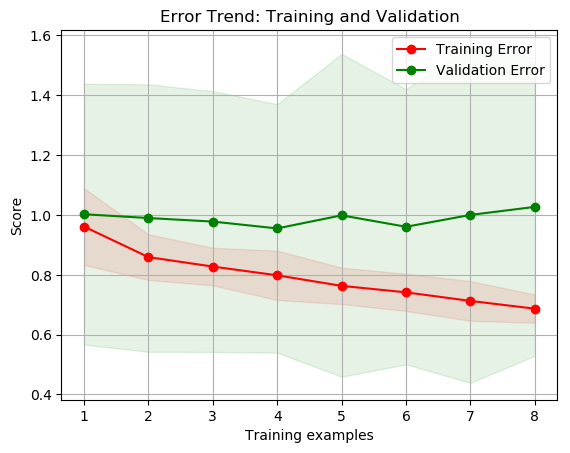 Error Trend: Training and Validation
Training Error
Validation Error
Score
1.6
1.4
1.2
1.0
0.8
0.6
0.4
1 2 3 4 5 6 7 8
Training examples